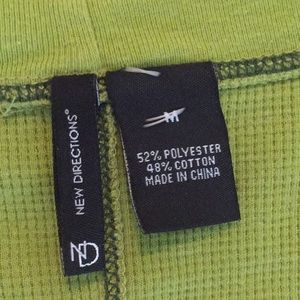 NEW DIRECTIONS®
ND
M
52% POLYESTER
48% COTTON
MADE IN CHINA